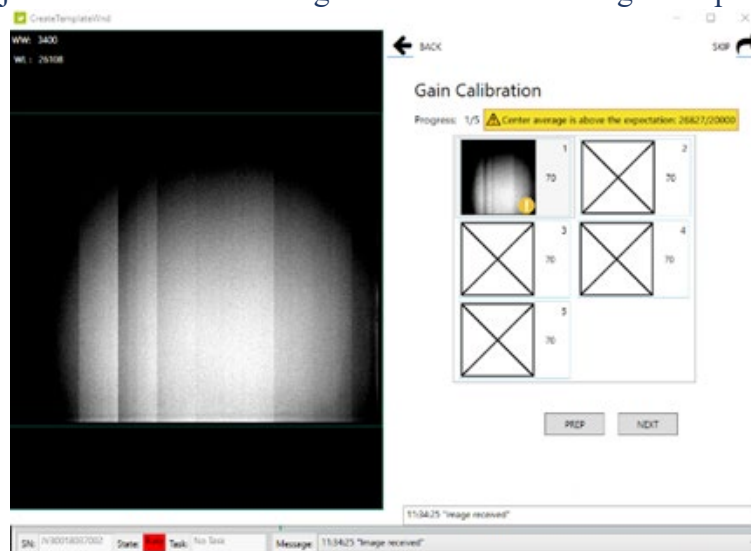 CreateTemplateWnd
WW: 3400
WL: 26108
BACK
SKIP
Gain Calibration
Progress: 1/5 Center average is above the expectation: 26827/20000
1
70
2
70
3
70
4
70
5
70
PREP
NEXT
11:34:25 "Image received"
SN:
State:
Task: No Task
Message: 11:34:25 "Image received"